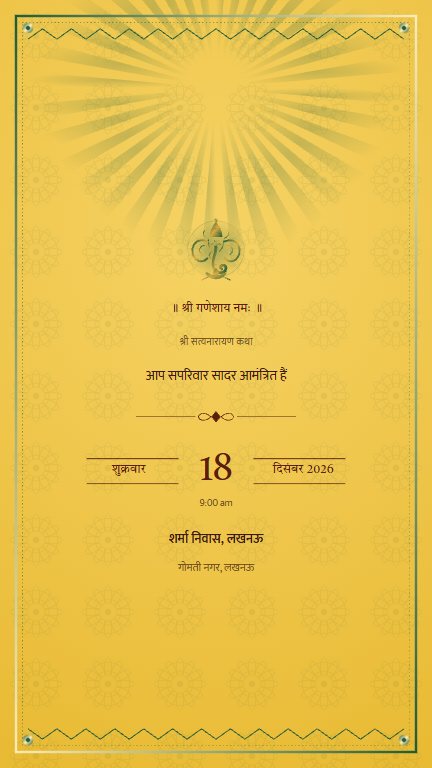 ॥ श्री गणेशाय नमः ॥
श्री सत्यनारायण कथा
आप सपरिवार सादर आमंत्रित हैं
शुक्रवार 18 दिसंबर 2026
9:00 am
शर्मा निवास, लखनऊ
गोमती नगर, लखनऊ